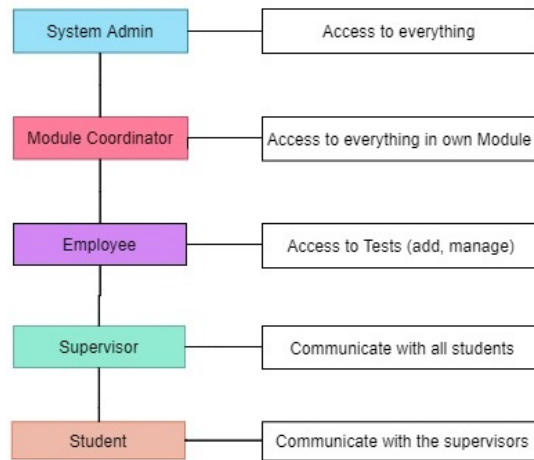 System Admin
Access to everything
Module Coordinator
Access to everything in own Module
Employee
Access to Tests (add, manage)
Supervisor
Communicate with all students
Student
Communicate with the supervisors